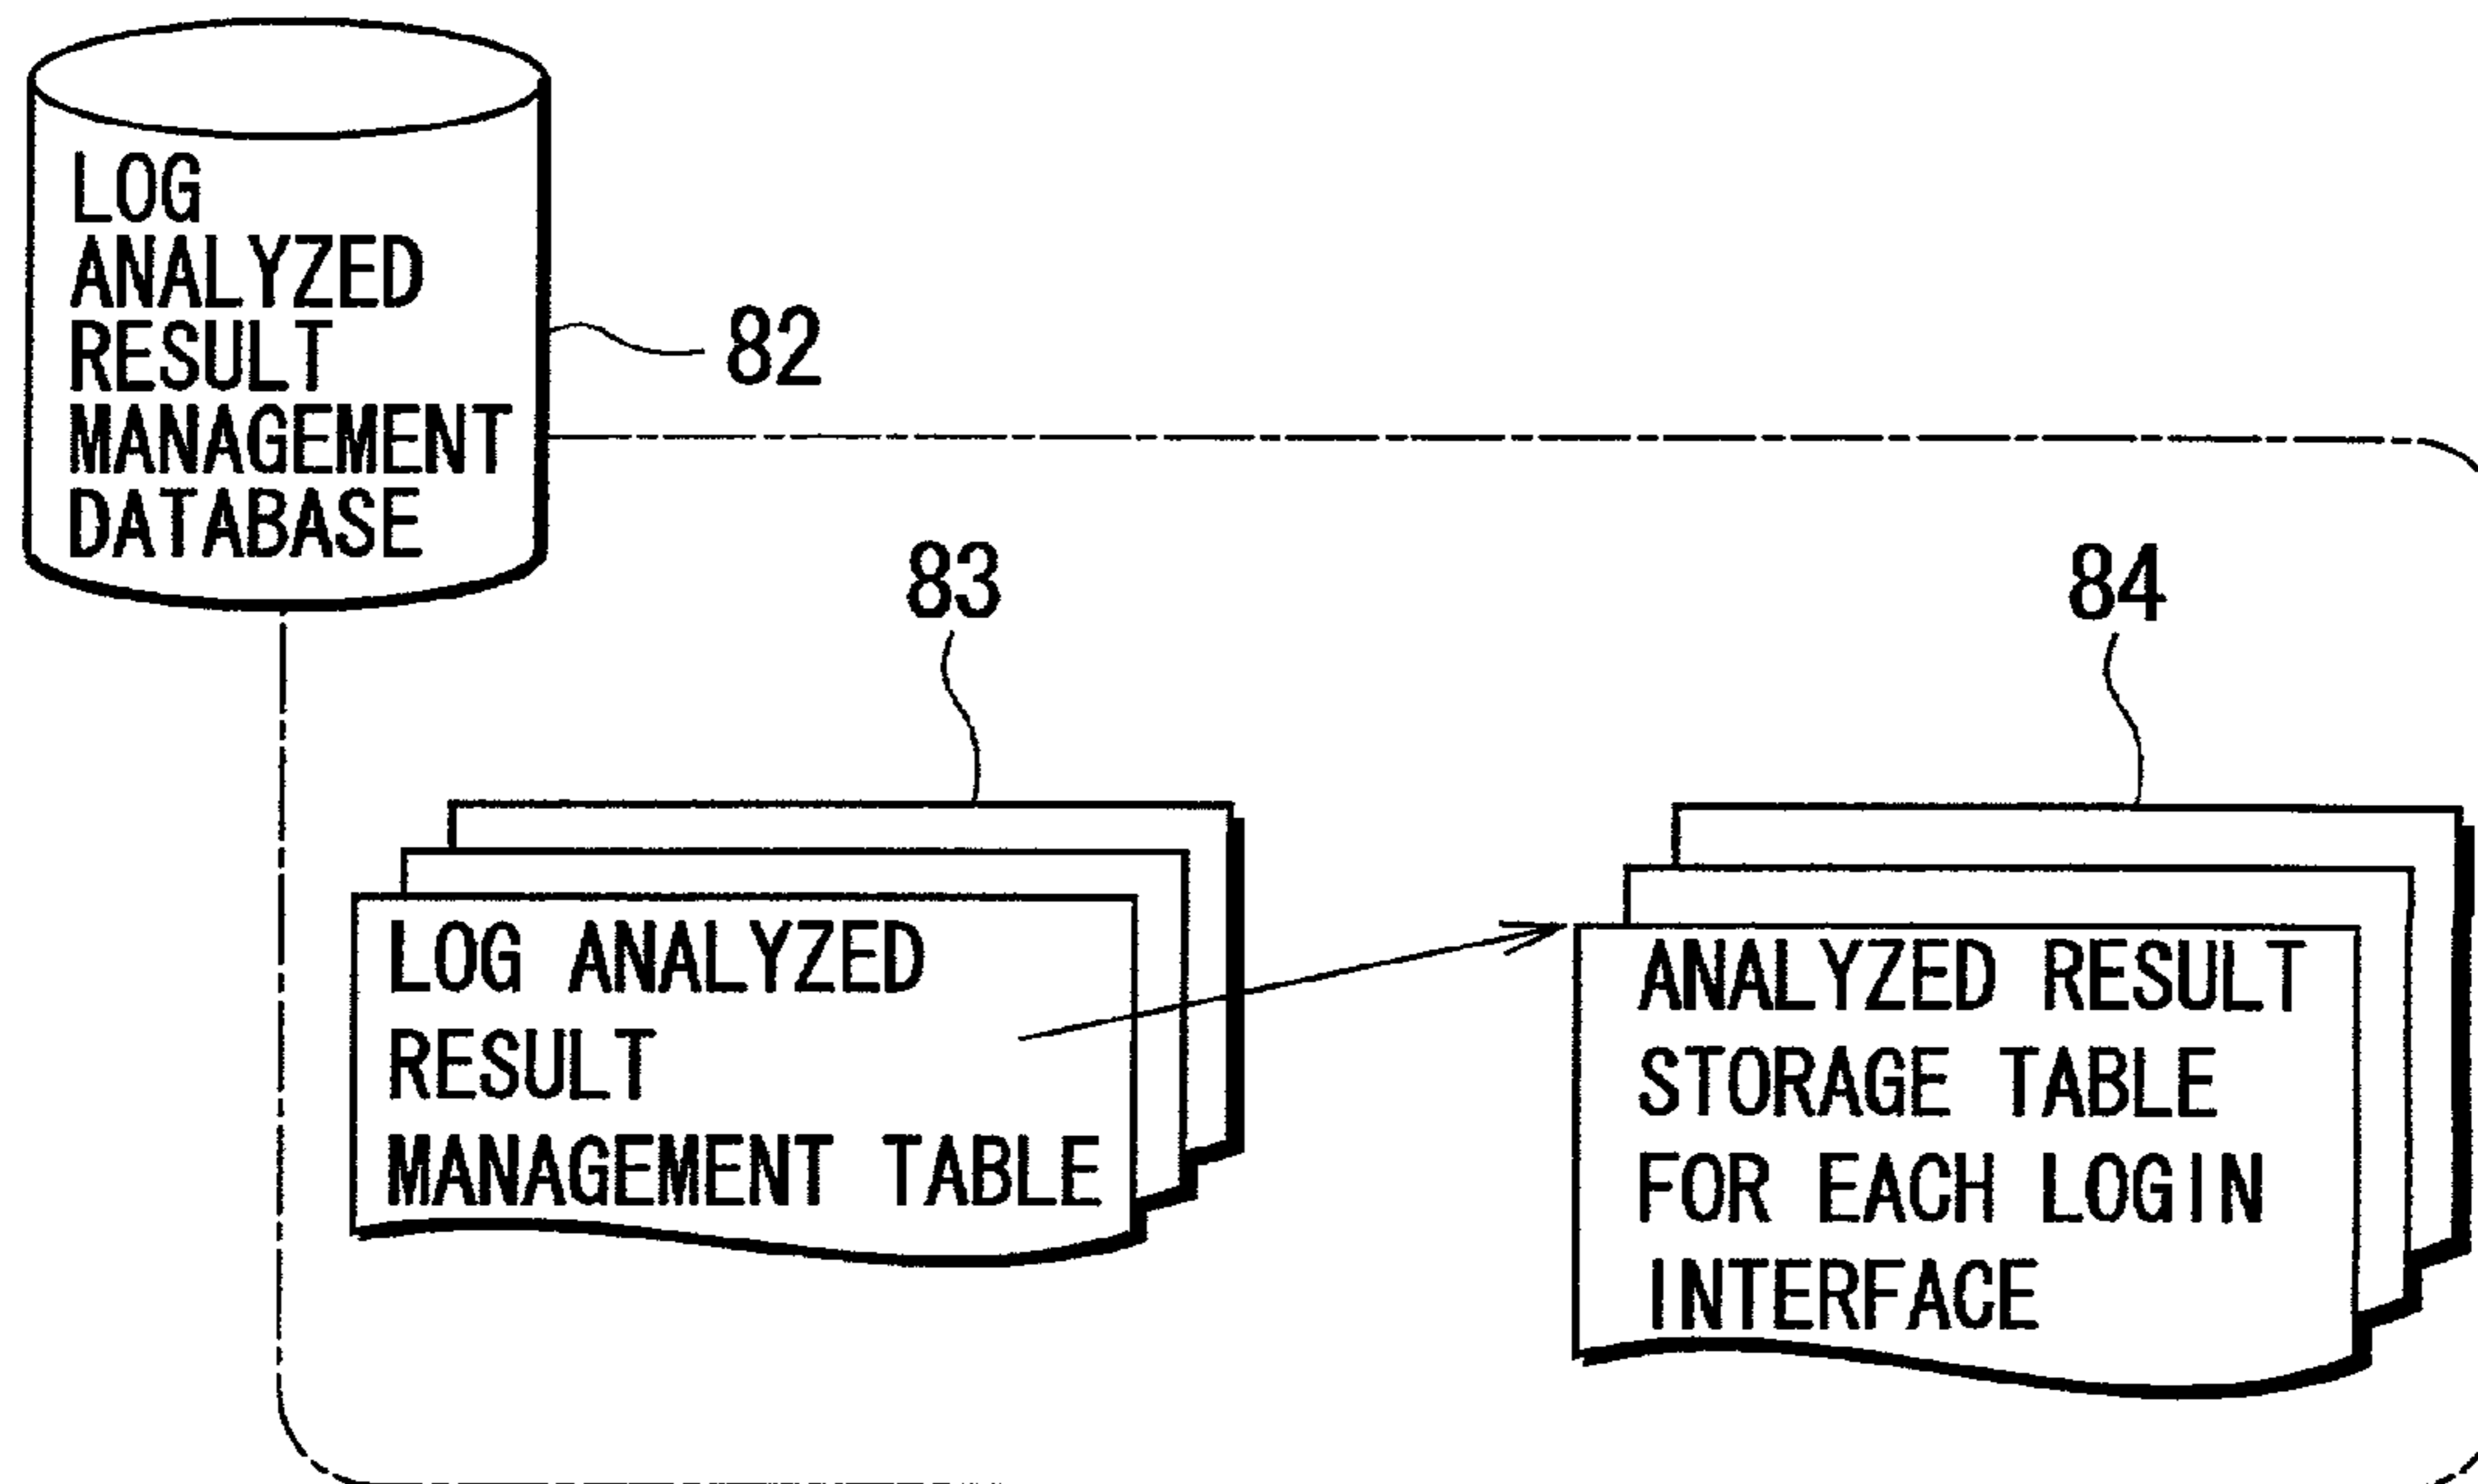 LOG
ANALYZED
RESULT
MANAGEMENT
DATABASE
82
83
84
LOG ANALYZED
RESULT
MANAGEMENT TABLE
ANALYZED RESULT
STORAGE TABLE
FOR EACH LOGIN
INTERFACE